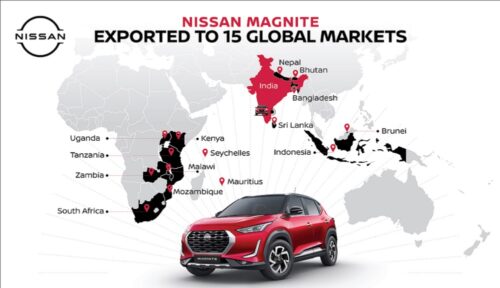 NISSAN
NISSAN MAGNITE
EXPORTED TO 15 GLOBAL MARKETS
Nepal
Bhutan
India
Bangladesh
Sri Lanka
Brunei
Indonesia
Uganda
Kenya
Tanzania
Seychelles
Zambia
Malawi
Mauritius
Mozambique
South Africa
MAGNITE